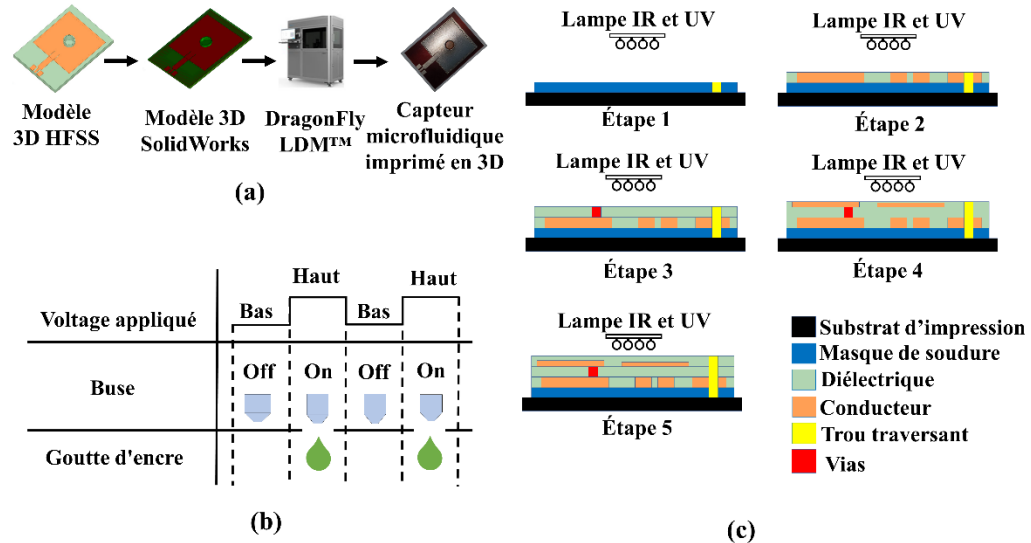 Modèle
3D HFSS
Modèle 3D
SolidWorks
DragonFly
LDM™
Capteur
microfluidique
imprimé en 3D
(a)
Voltage appliqué
Bas
Haut
Bas
Haut
Buse
Off
On
Off
On
Goutte d'encre
(b)
Lampe IR et UV
Étape 1
Lampe IR et UV
Étape 2
Lampe IR et UV
Étape 3
Lampe IR et UV
Étape 4
Lampe IR et UV
Étape 5
Substrat d’impression
Masque de soudure
Diélectrique
Conducteur
Trou traversant
Vias
(c)